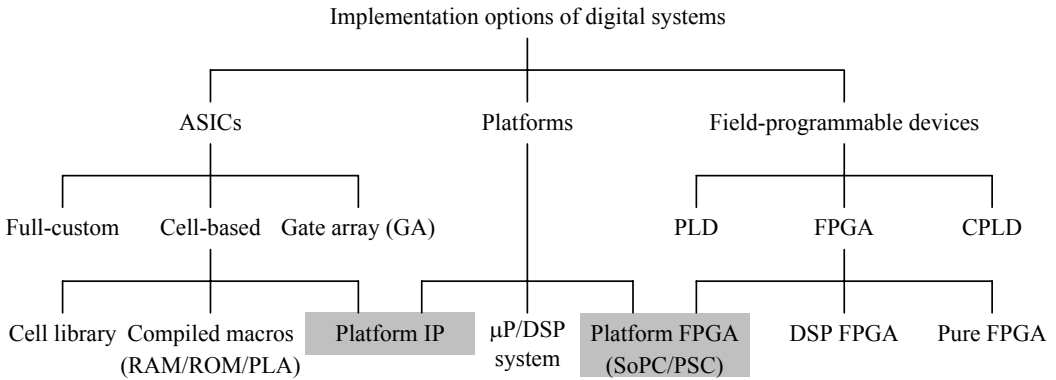 Implementation options of digital systems
ASICs
Platforms
Field-programmable devices
Full-custom
Cell-based
Gate array (GA)
PLD
FPGA
CPLD
Cell library
Compiled macros
(RAM/ROM/PLA)
Platform IP
μP/DSP
system
Platform FPGA
(SoPC/PSC)
DSP FPGA
Pure FPGA